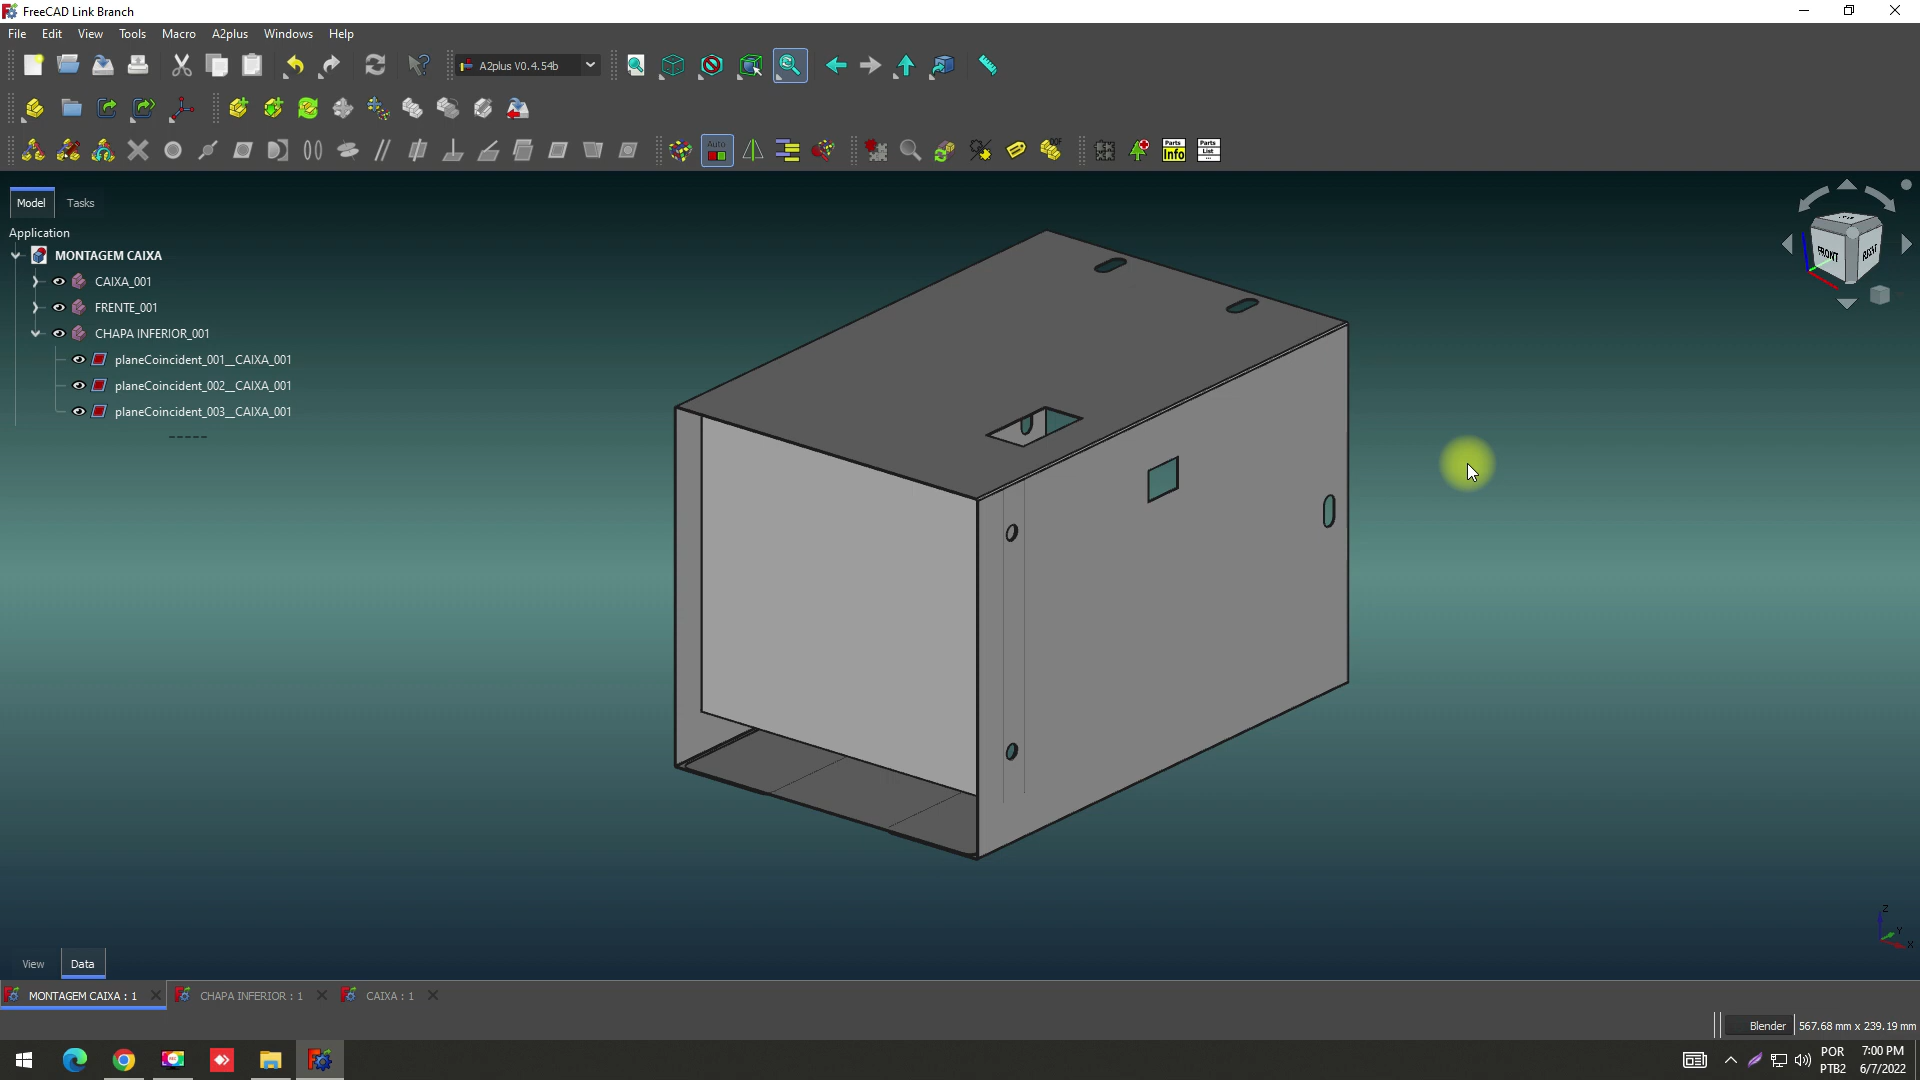 FreeCAD Link Branch
File Edit View Tools Macro A2plus Windows Help
A2plus V0.4.54b
Auto
DOF
Parts Info
Parts List
Model Tasks
Application
MONTAGEM CAIXA
CAIXA_001
FRENTE_001
CHAPA INFERIOR_001
planeCoincident_001__CAIXA_001
planeCoincident_002__CAIXA_001
planeCoincident_003__CAIXA_001
FRONT RIGHT
Z
Y
X
View Data
MONTAGEM CAIXA : 1 CHAPA INFERIOR : 1 CAIXA : 1
Blender 567.68 mm x 239.19 mm
POR 7:00 PM
PTB2 6/7/2022